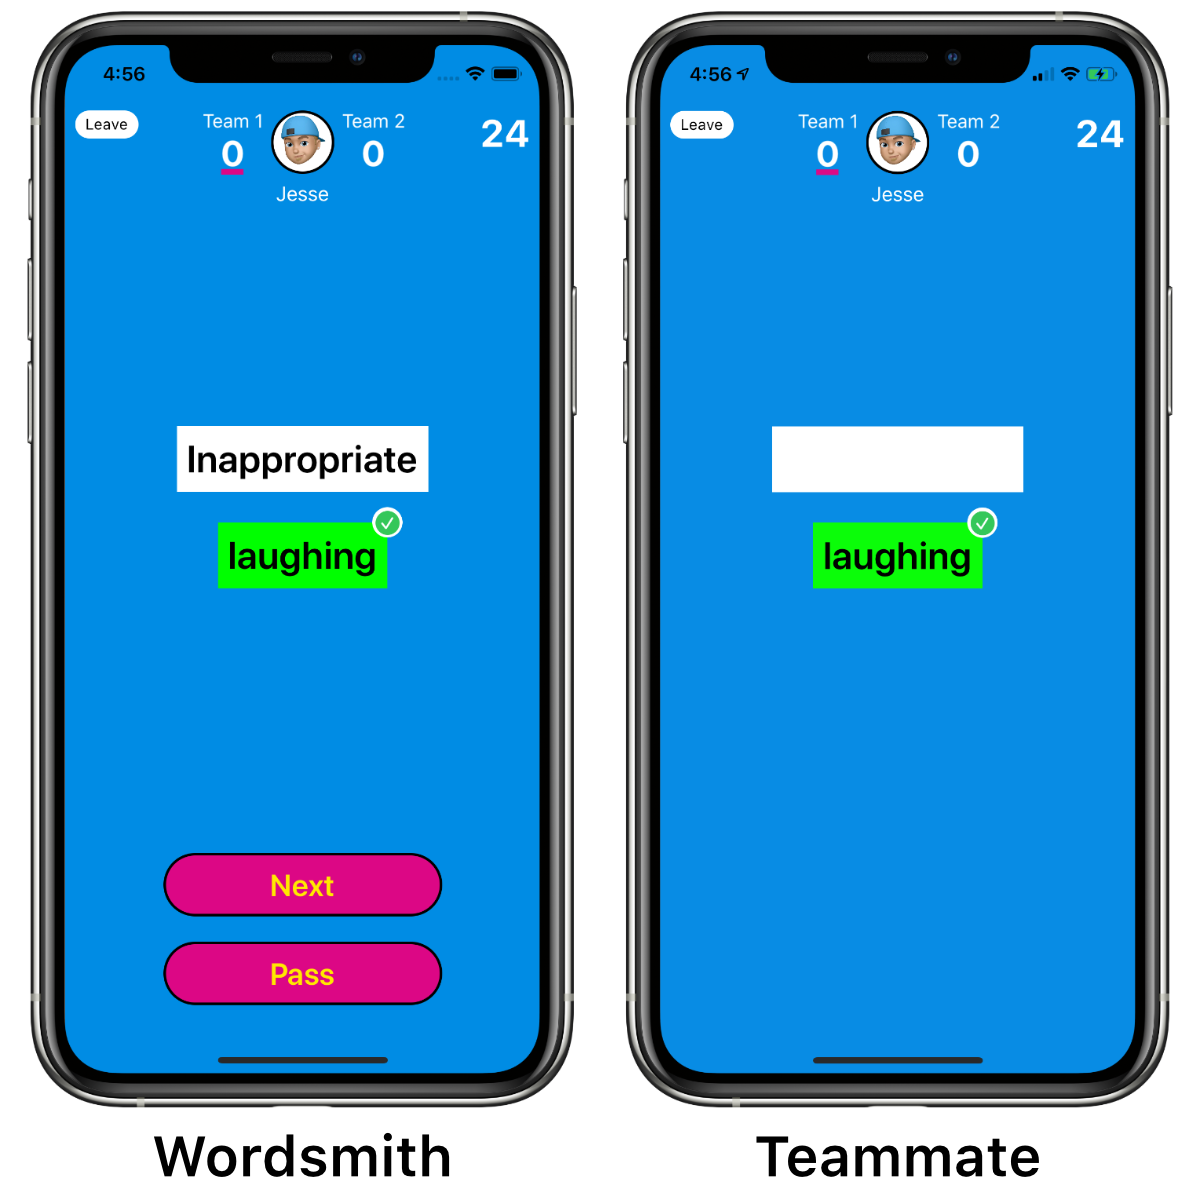 4:56
Leave
Team 1
0
Team 2
0
24
Jesse
Inappropriate
laughing
Next
Pass
Wordsmith
4:56
Leave
Team 1
0
Team 2
0
24
Jesse
laughing
Teammate